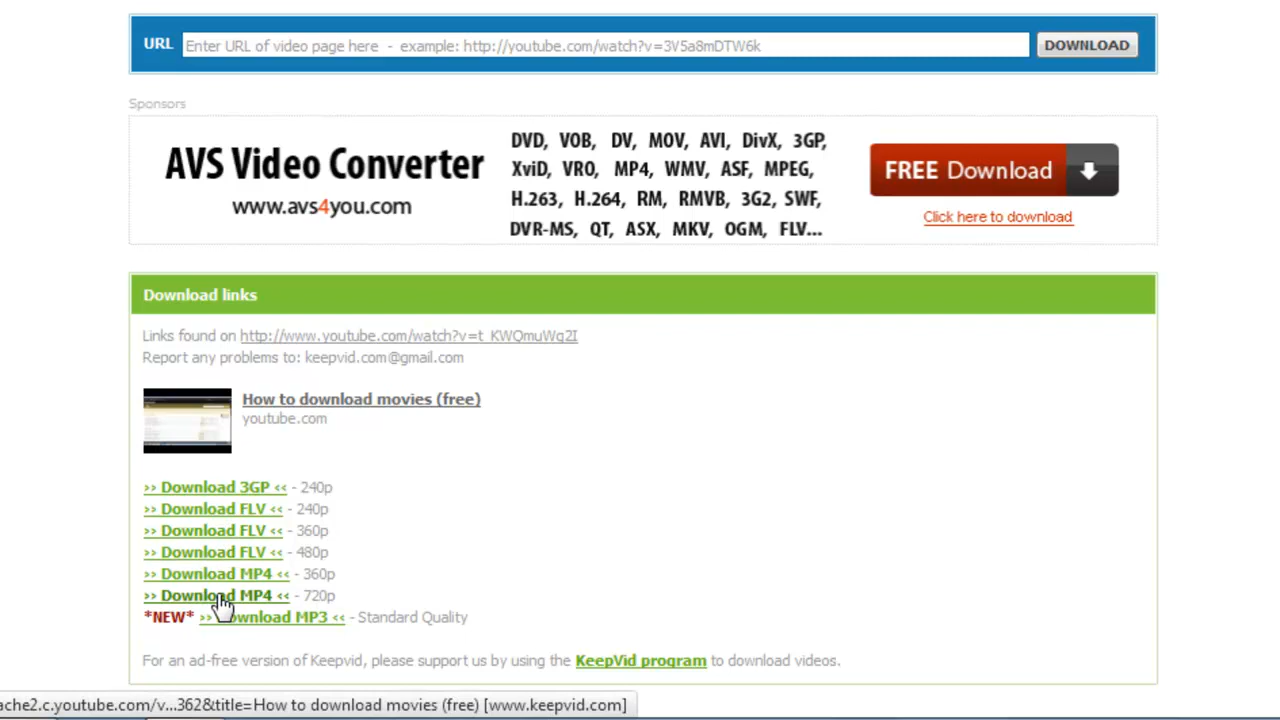 URL Enter URL of video page here - example: http://youtube.com/watch?v=3V5a8mDTW6k DOWNLOAD
Sponsors
AVS Video Converter
www.avs4you.com
DVD, VOB, DV, MOV, AVI, DivX, 3GP,
XviD, VRO, MP4, WMV, ASF, MPEG,
H.263, H.264, RM, RMVB, 3G2, SWF,
DVR-MS, QT, ASX, MKV, OGM, FLV...
FREE Download
Click here to download
Download links
Links found on http://www.youtube.com/watch?v=t_KWQmuWq2I
Report any problems to: keepvid.com@gmail.com
How to download movies (free)
youtube.com
>> Download 3GP << - 240p
>> Download FLV << - 240p
>> Download FLV << - 360p
>> Download FLV << - 480p
>> Download MP4 << - 360p
>> Download MP4 << - 720p
*NEW* >> Download MP3 << - Standard Quality
For an ad-free version of Keepvid, please support us by using the KeepVid program to download videos.
ache2.c.youtube.com/v...362&title=How to download movies (free) [www.keepvid.com]